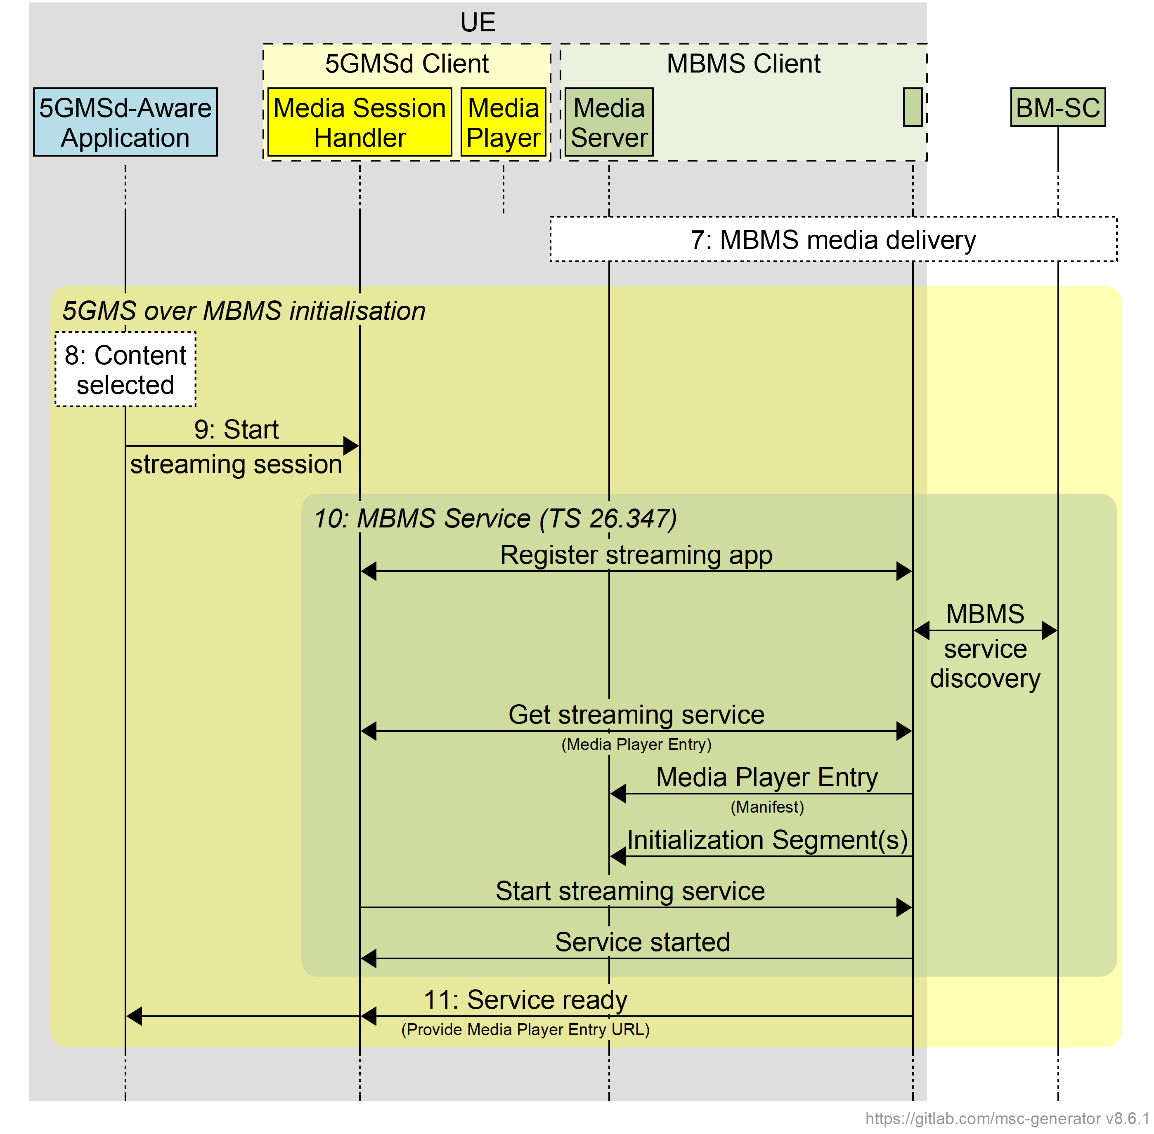 UE
5GMSd Client
MBMS Client
5GMSd-Aware
Application
Media Session
Handler
Media
Player
Media
Server
BM-SC
7: MBMS media delivery
5GMS over MBMS initialisation
8: Content
selected
9: Start
streaming session
10: MBMS Service (TS 26.347)
Register streaming app
MBMS
service
discovery
Get streaming service
(Media Player Entry)
Media Player Entry
(Manifest)
Initialization Segment(s)
Start streaming service
Service started
11: Service ready
(Provide Media Player Entry URL)
https://gitlab.com/msc-generator v8.6.1